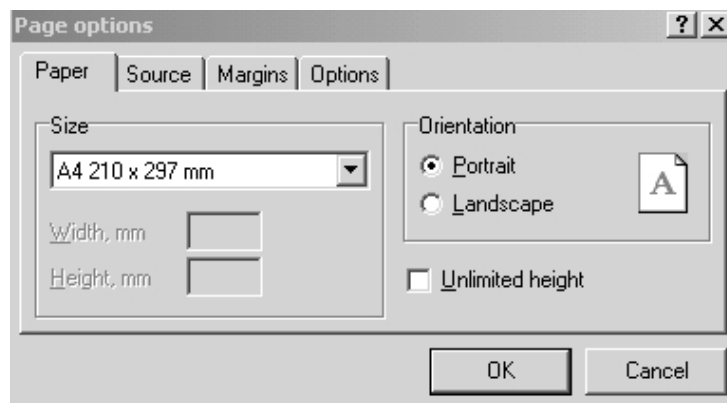 Page options
Paper Source Margins Options
Size
A4 210 x 297 mm
Width, mm
Height, mm
Orientation
Portrait
Landscape
A
Unlimited height
OK Cancel